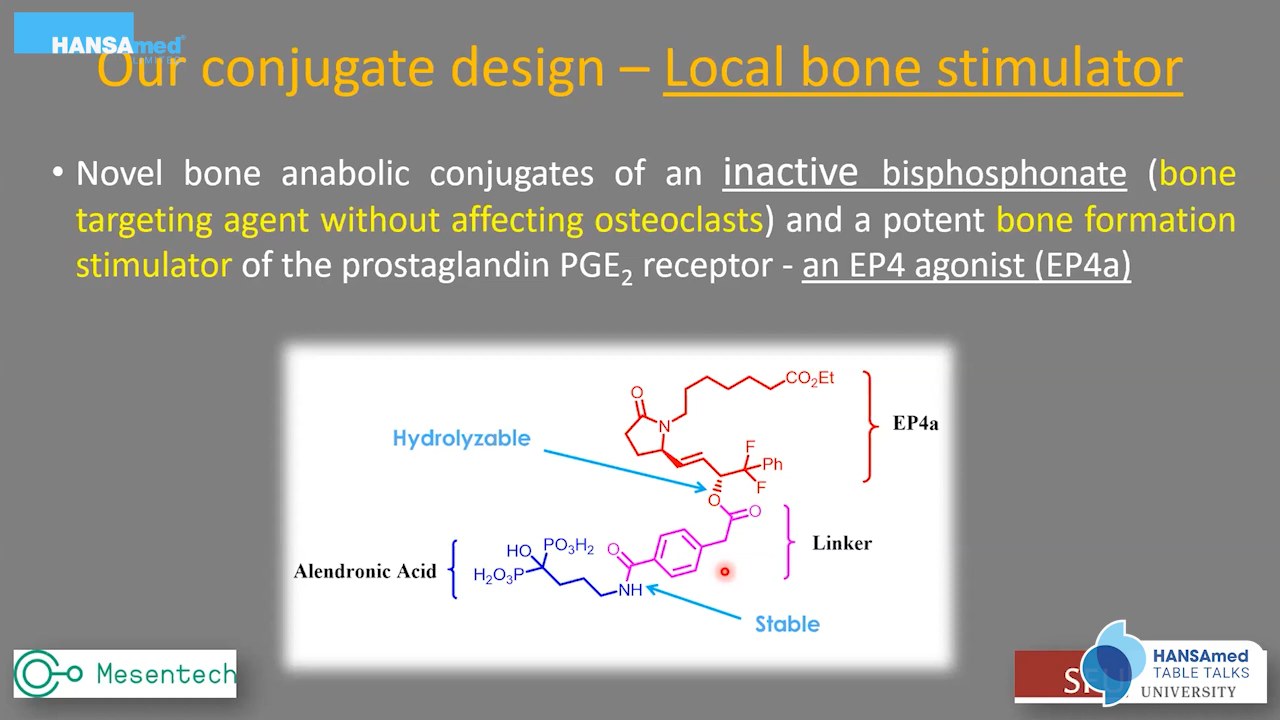 HANSAmed®
LIMITED
Our conjugate design – Local bone stimulator
• Novel bone anabolic conjugates of an inactive bisphosphonate (bone
targeting agent without affecting osteoclasts) and a potent bone formation
stimulator of the prostaglandin PGE2 receptor - an EP4 agonist (EP4a)
CO2Et
O
N
EP4a
Hydrolyzable
F
Ph
F
O
O
Linker
HO
PO3H2
O
H2O3P
Alendronic Acid
NH
Stable
Mesentech
SFU
HANSAmed
TABLE TALKS
UNIVERSITY